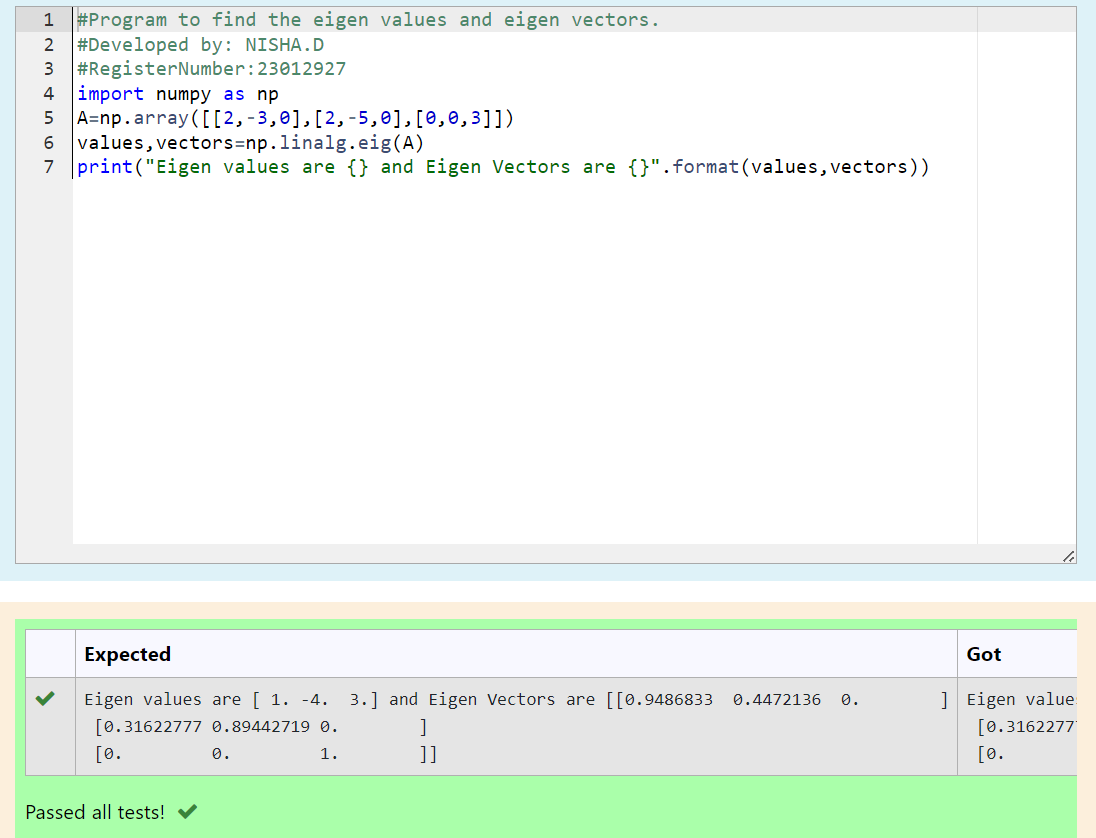 1 #Program to find the eigen values and eigen vectors.
2 #Developed by: NISHA.D
3 #RegisterNumber:23012927
4 import numpy as np
5 A=np.array([[2,-3,0],[2,-5,0],[0,0,3]])
6 values,vectors=np.linalg.eig(A)
7 print("Eigen values are {} and Eigen Vectors are {}".format(values,vectors))
Expected Got
Eigen values are [ 1. -4.  3.] and Eigen Vectors are [[0.9486833  0.4472136  0.        ] Eigen value
[0.31622777 0.89442719 0.        ] [0.3162277
[0.         0.         1.        ]] [0.
Passed all tests!